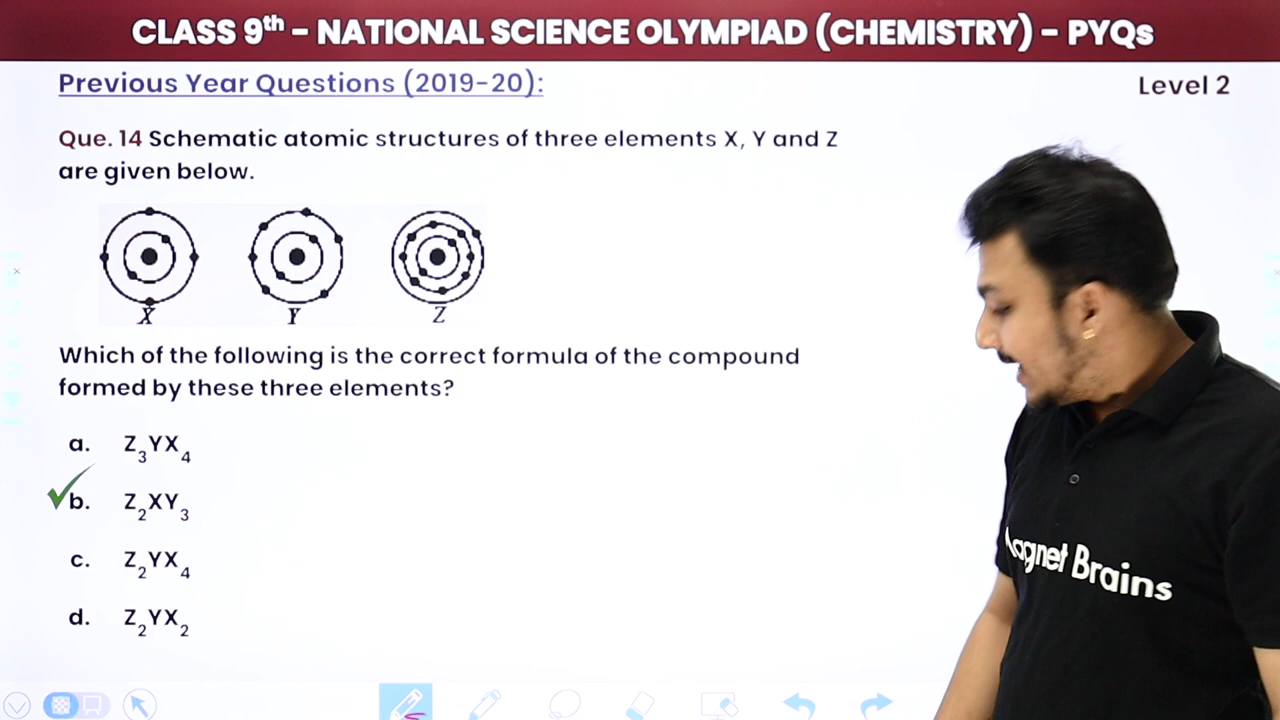 CLASS 9th – NATIONAL SCIENCE OLYMPIAD (CHEMISTRY) – PYQs
Previous Year Questions (2019-20):
Level 2
Que. 14 Schematic atomic structures of three elements X, Y and Z
are given below.
X Y Z
Which of the following is the correct formula of the compound
formed by these three elements?
a. Z₃YX₄
b. Z₂XY₃
c. Z₂YX₄
d. Z₂YX₂
Magnet Brains